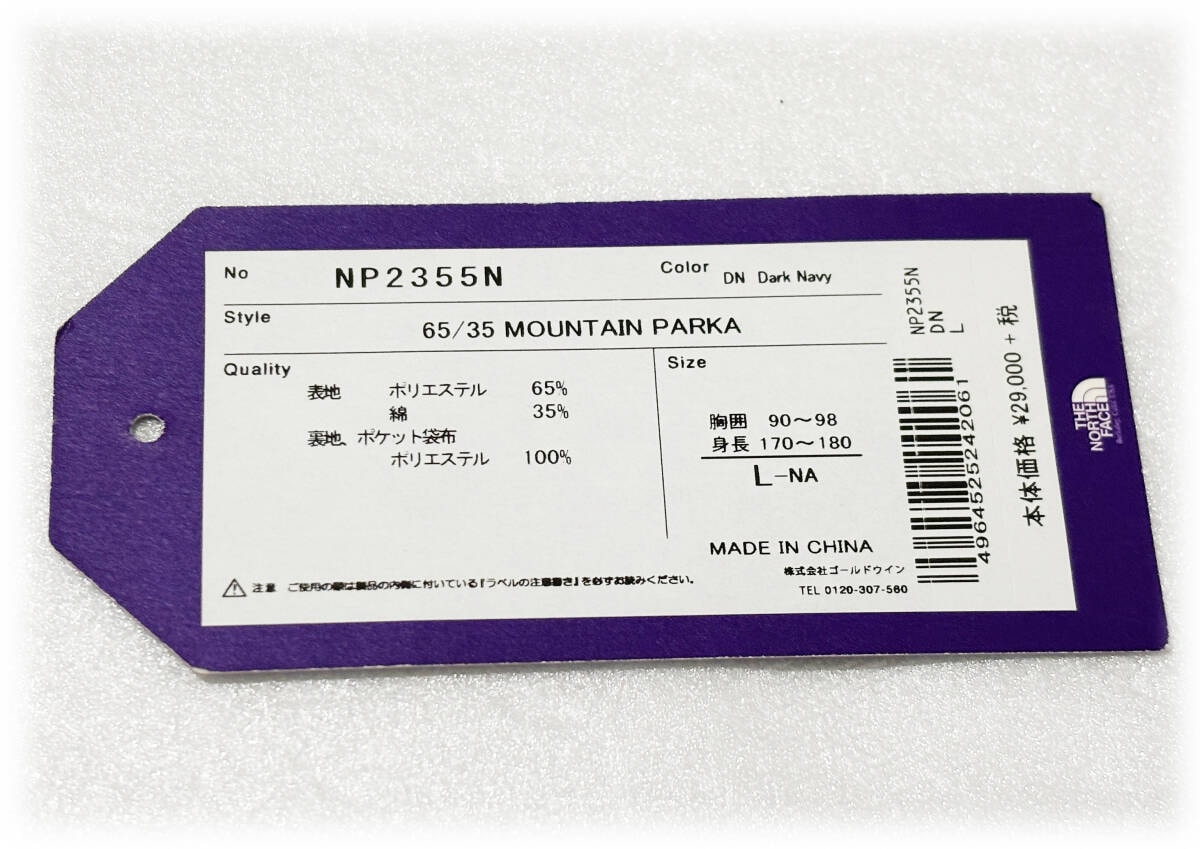 No NP2355N Color DN Dark Navy
Style 65/35 MOUNTAIN PARKA
Quality
表地 ポリエステル 65%
綿 35%
裏地、ポケット袋布
ポリエステル 100%
Size
胸囲 90〜98
身長 170〜180
L-NA
MADE IN CHINA
株式会社ゴールドウイン
TEL 0120-307-560
注意 ご使用の際は製品の内側に付いている『ラベルの注意書き』を必ずお読みください。
NP2355N
DN
L
4964525242061
本体価格 ¥29,000+税
THE
NORTH
FACE